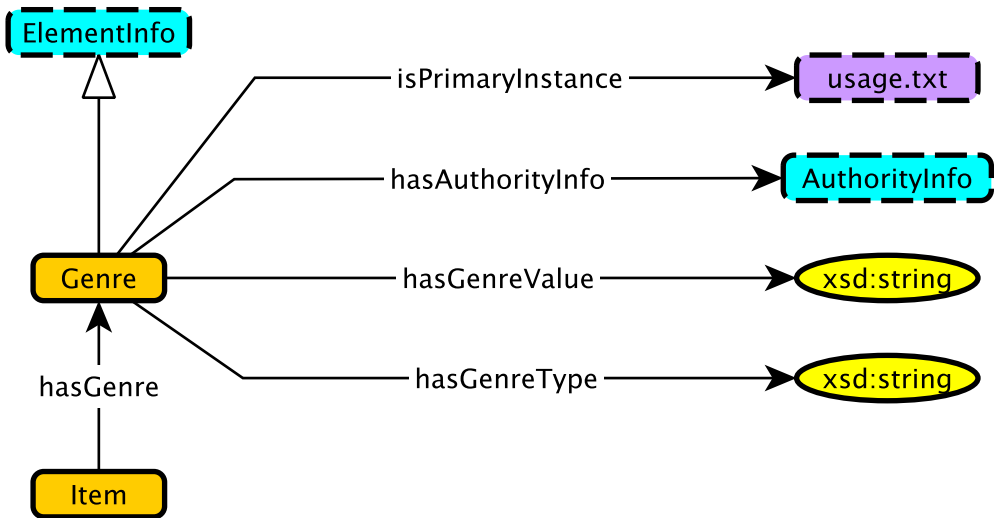 ElementInfo
isPrimaryInstance
usage.txt
hasAuthorityInfo
AuthorityInfo
Genre
hasGenreValue
xsd:string
hasGenreType
xsd:string
hasGenre
Item